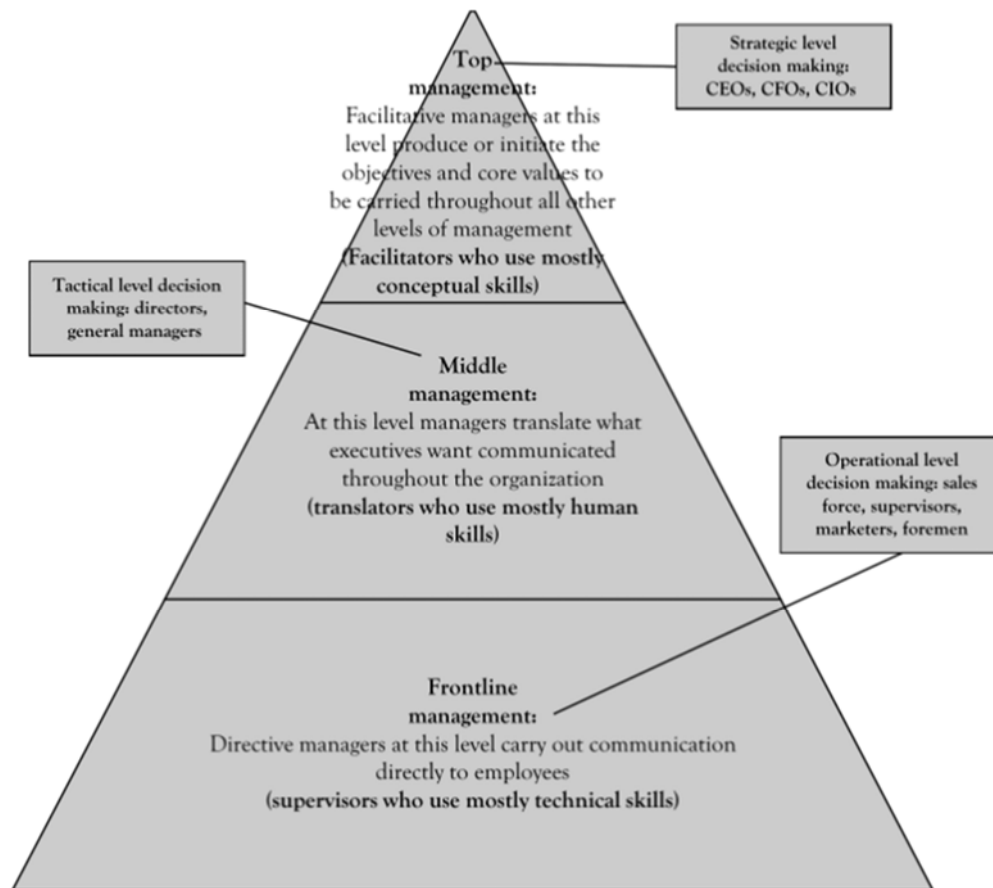 Top
management:
Facilitative managers at this
level produce or initiate the
objectives and core values to
be carried throughout all other
levels of management
(Facilitators who use mostly
conceptual skills)
Strategic level
decision making:
CEOs, CFOs, CIOs
Tactical level decision
making: directors,
general managers
Middle
management:
At this level managers translate what
executives want communicated
throughout the organization
(translators who use mostly human
skills)
Operational level
decision making: sales
force, supervisors,
marketers, foremen
Frontline
management:
Directive managers at this level carry out communication
directly to employees
(supervisors who use mostly technical skills)